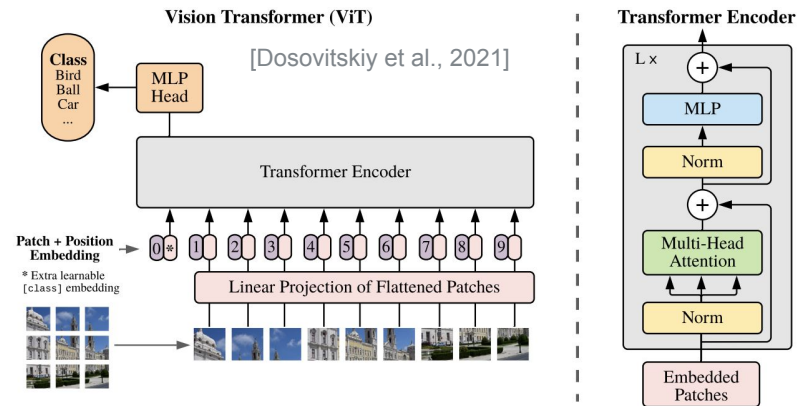 Vision Transformer (ViT)
[Dosovitskiy et al., 2021]
Class
Bird
Ball
Car
...
MLP
Head
Transformer Encoder
Patch + Position
Embedding
* Extra learnable
[class] embedding
0 * 1 2 3 4 5 6 7 8 9
Linear Projection of Flattened Patches
Transformer Encoder
L ×
+
MLP
Norm
+
Multi-Head
Attention
Norm
Embedded
Patches